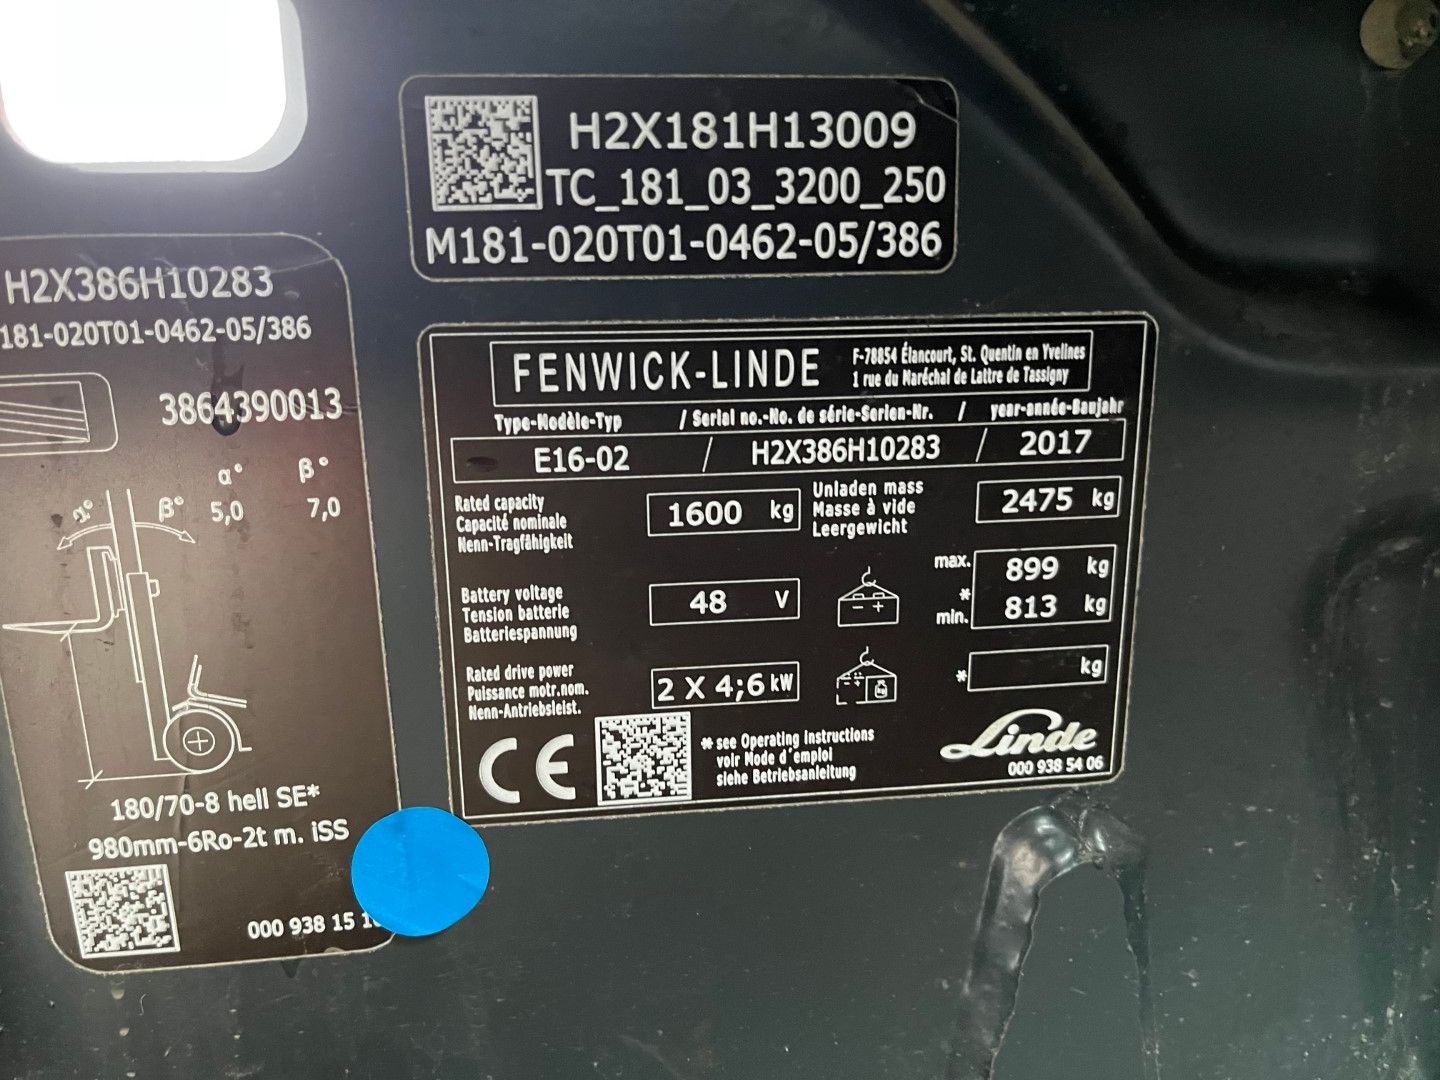 H2X181H13009
TC_181_03_3200_250
M181-020T01-0462-05/386
H2X386H10283
181-020T01-0462-05/386
3864390013
α° β°
α° β° 5,0 7,0
180/70-8 hell SE*
980mm-6Ro-2t m. iSS
000 938 15
FENWICK-LINDE
F-78854 Élancourt, St. Quentin en Yvelines
1 rue du Maréchal de Lattre de Tassigny
Type-Modèle-Typ / Serial no.-No. de série-Serien-Nr. / year-année-Baujahr
E16-02 / H2X386H10283 / 2017
Rated capacity
Capacité nominale
Nenn-Tragfähigkeit
1600 kg
Unladen mass
Masse à vide
Leergewicht
2475 kg
Battery voltage
Tension batterie
Batteriespannung
48 V
- +
max. 899 kg
*
min. 813 kg
Rated drive power
Puissance motr.nom.
Nenn-Antriebsleist.
2 X 4;6 kW
- +
* kg
CE
* see Operating instructions
voir Mode d'emploi
siehe Betriebsanleitung
Linde
000 938 54 06